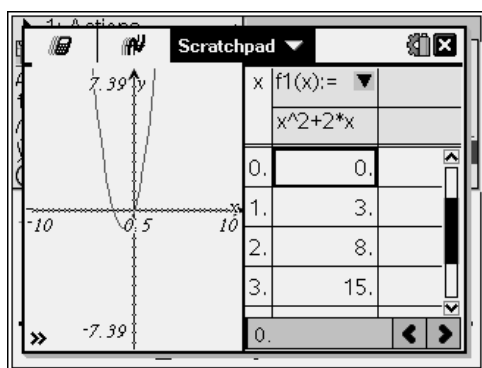 1: Actions
Scratchpad
7.39 y
x f1(x):=
x^2+2*x
0. 0.
1. 3.
2. 8.
3. 15.
x
-10 0.5 10
-7.39
0.